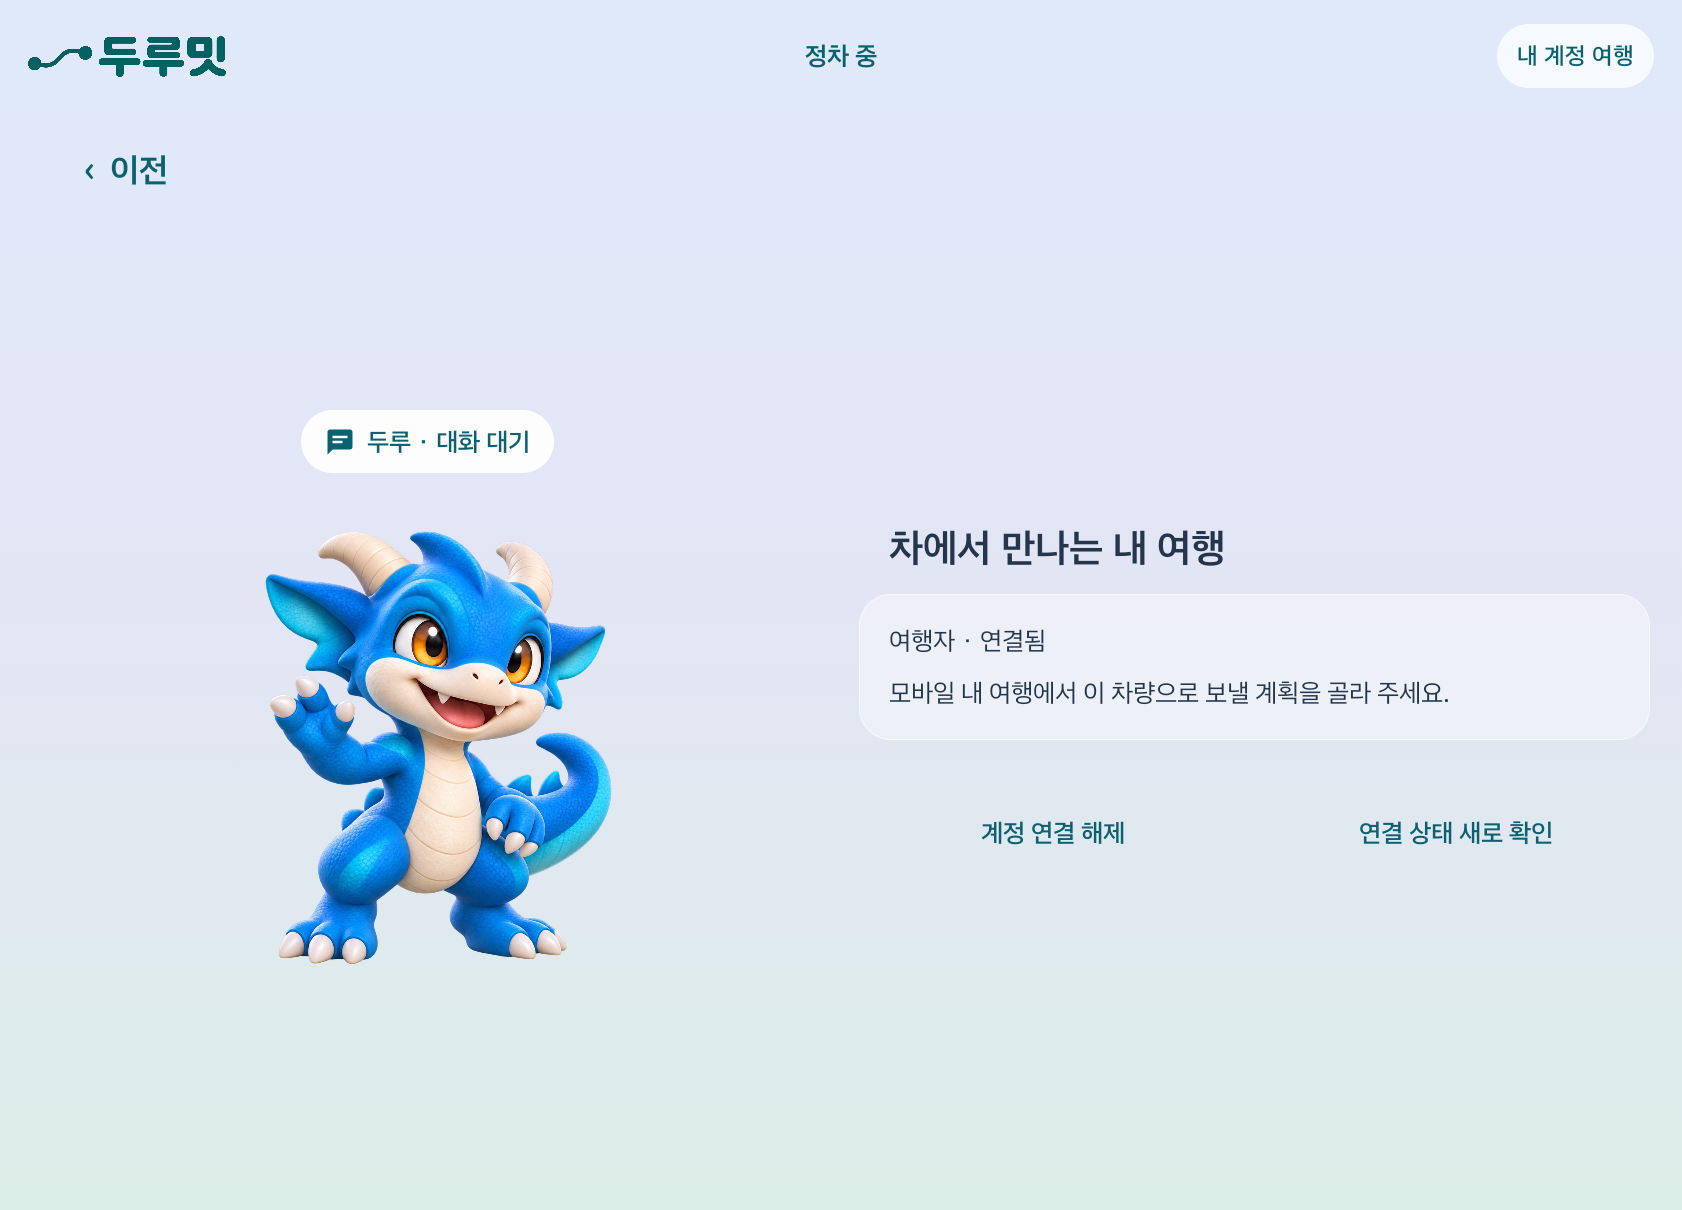 두루밋
정차 중
내 계정 여행
‹ 이전
두루 · 대화 대기
차에서 만나는 내 여행
여행자 · 연결됨
모바일 내 여행에서 이 차량으로 보낼 계획을 골라 주세요.
계정 연결 해제
연결 상태 새로 확인